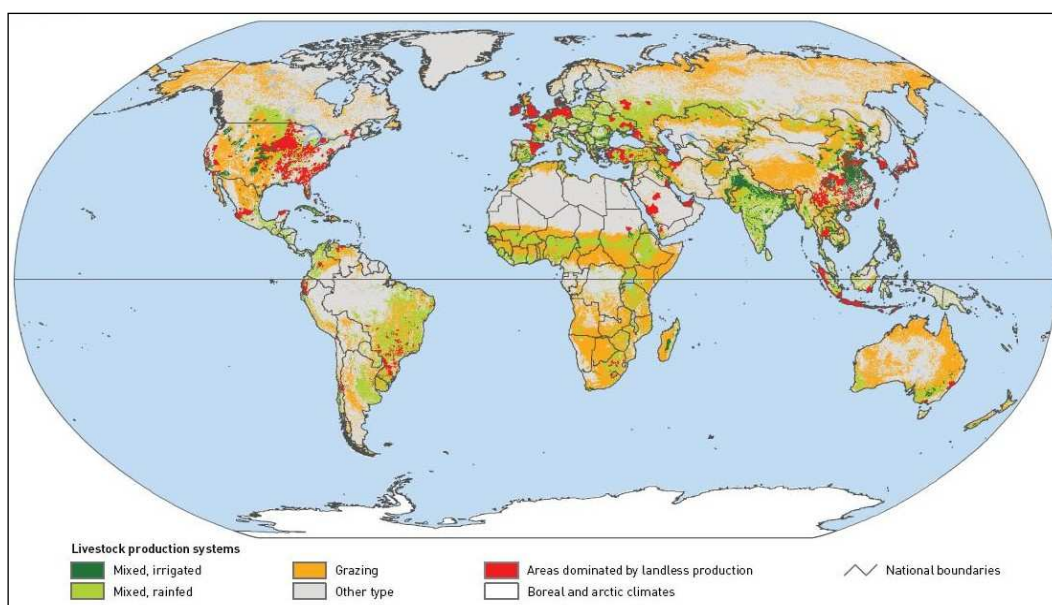 Livestock production systems
Mixed, irrigated
Grazing
Areas dominated by landless production
National boundaries
Mixed, rainfed
Other type
Boreal and arctic climates